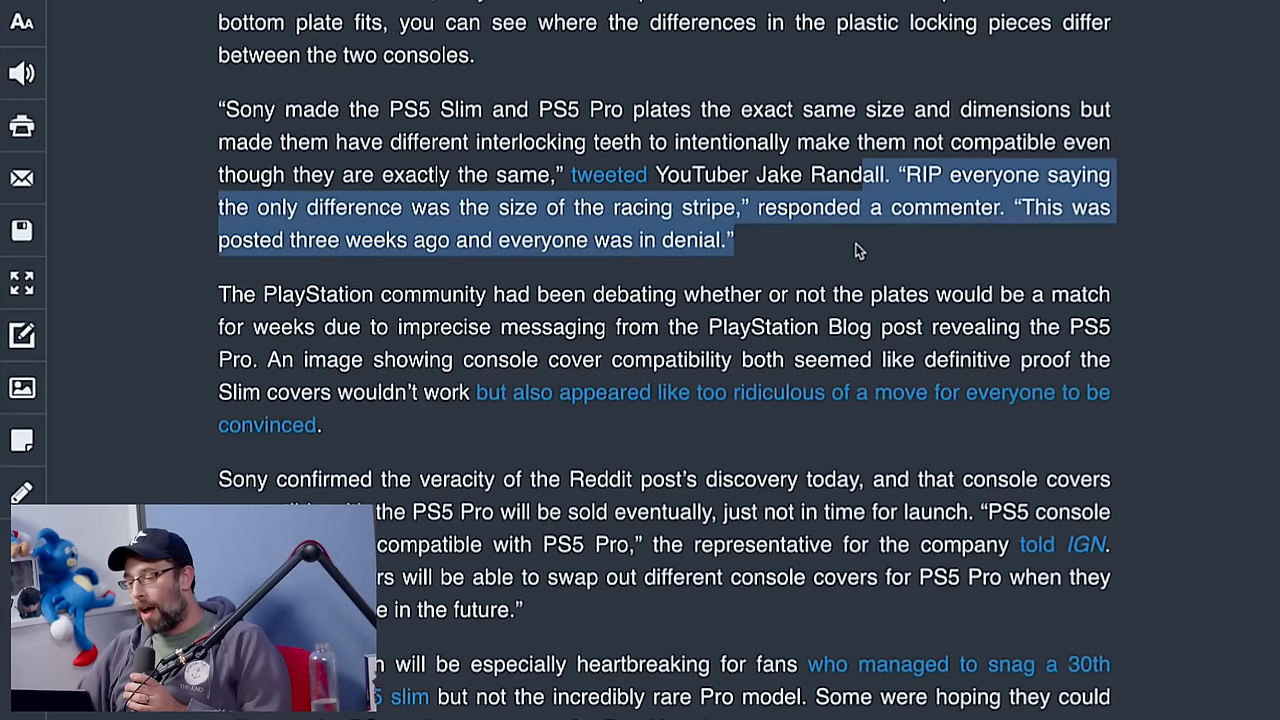 bottom plate fits, you can see where the differences in the plastic locking pieces differ
between the two consoles.
“Sony made the PS5 Slim and PS5 Pro plates the exact same size and dimensions but
made them have different interlocking teeth to intentionally make them not compatible even
though they are exactly the same,” tweeted YouTuber Jake Randall. “RIP everyone saying
the only difference was the size of the racing stripe,” responded a commenter. “This was
posted three weeks ago and everyone was in denial.”
The PlayStation community had been debating whether or not the plates would be a match
for weeks due to imprecise messaging from the PlayStation Blog post revealing the PS5
Pro. An image showing console cover compatibility both seemed like definitive proof the
Slim covers wouldn’t work but also appeared like too ridiculous of a move for everyone to be
convinced.
Sony confirmed the veracity of the Reddit post’s discovery today, and that console covers
the PS5 Pro will be sold eventually, just not in time for launch. “PS5 console
compatible with PS5 Pro,” the representative for the company told IGN.
will be able to swap out different console covers for PS5 Pro when they
in the future.”
will be especially heartbreaking for fans who managed to snag a 30th
slim but not the incredibly rare Pro model. Some were hoping they could
THE END
AA